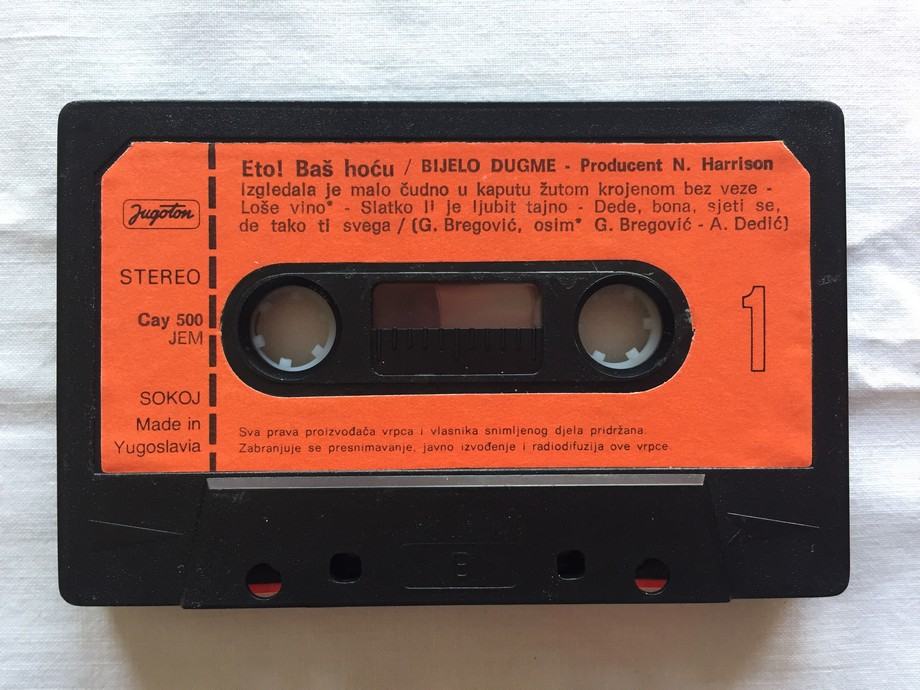 Eto! Baš hoću / BIJELO DUGME - Producent N. Harrison
Izgledala je malo čudno u kaputu žutom krojenom bez veze -
Loše vino* - Slatko li je ljubit tajno - Dede, bona, sjeti se,
de tako ti svega / (G. Bregović, osim* G. Bregović - A. Dedić)
Jugoton
STEREO
Cay 500
JEM
SOKOJ
Made in
Yugoslavia
1
Sva prava proizvođača vrpca i vlasnika snimljenog djela pridržana.
Zabranjuje se presnimavanje, javno izvođenje i radiodifuzija ove vrpce
B